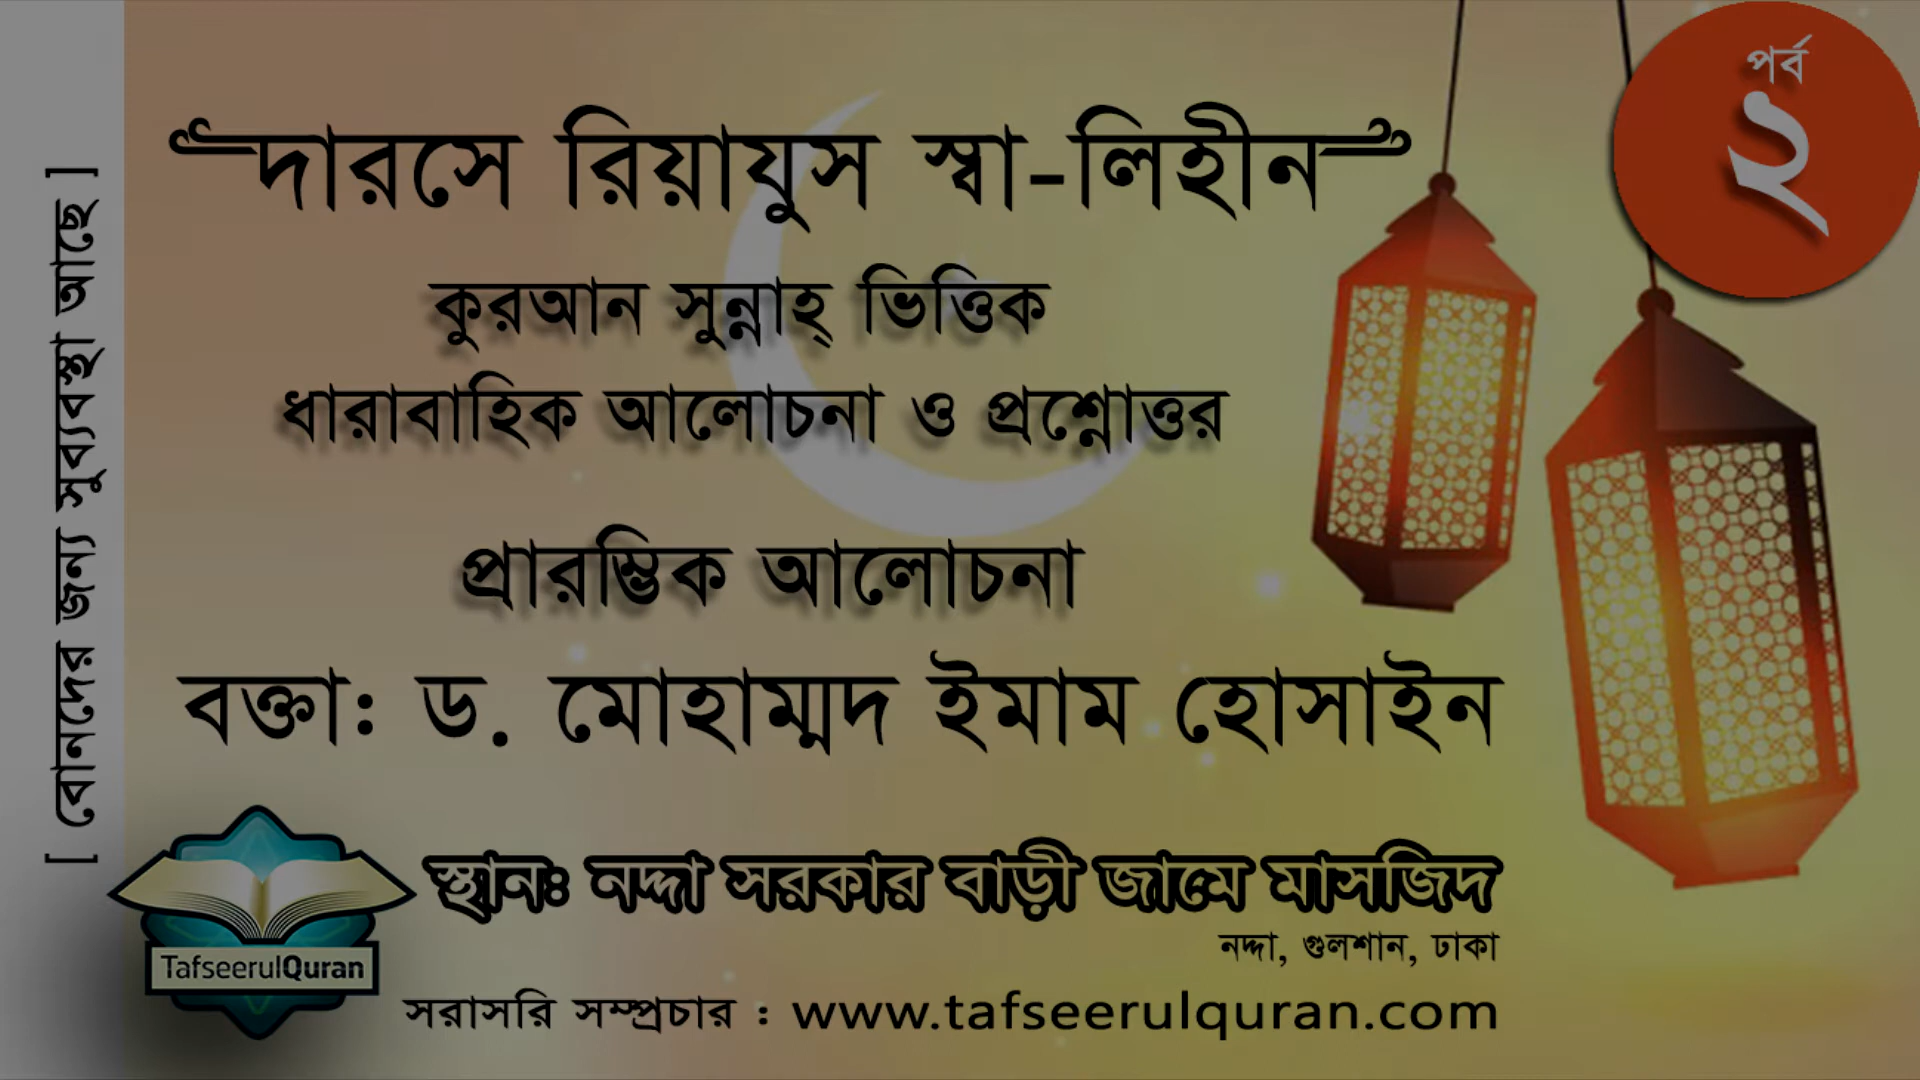 পর্ব
২
দারসে রিয়াযুস স্বা-লিহীন
কুরআন সুন্নাহ্ ভিত্তিক
ধারাবাহিক আলোচনা ও প্রশ্নোত্তর
প্রারম্ভিক আলোচনা
বক্তা: ড. মোহাম্মদ ইমাম হোসাইন
[ বোনদের জন্য সুব্যবস্থা আছে ]
স্থানঃ নদ্দা সরকার বাড়ী জামে মাসজিদ
নদ্দা, গুলশান, ঢাকা
TafseerulQuran
সরাসরি সম্প্রচার : www.tafseerulquran.com